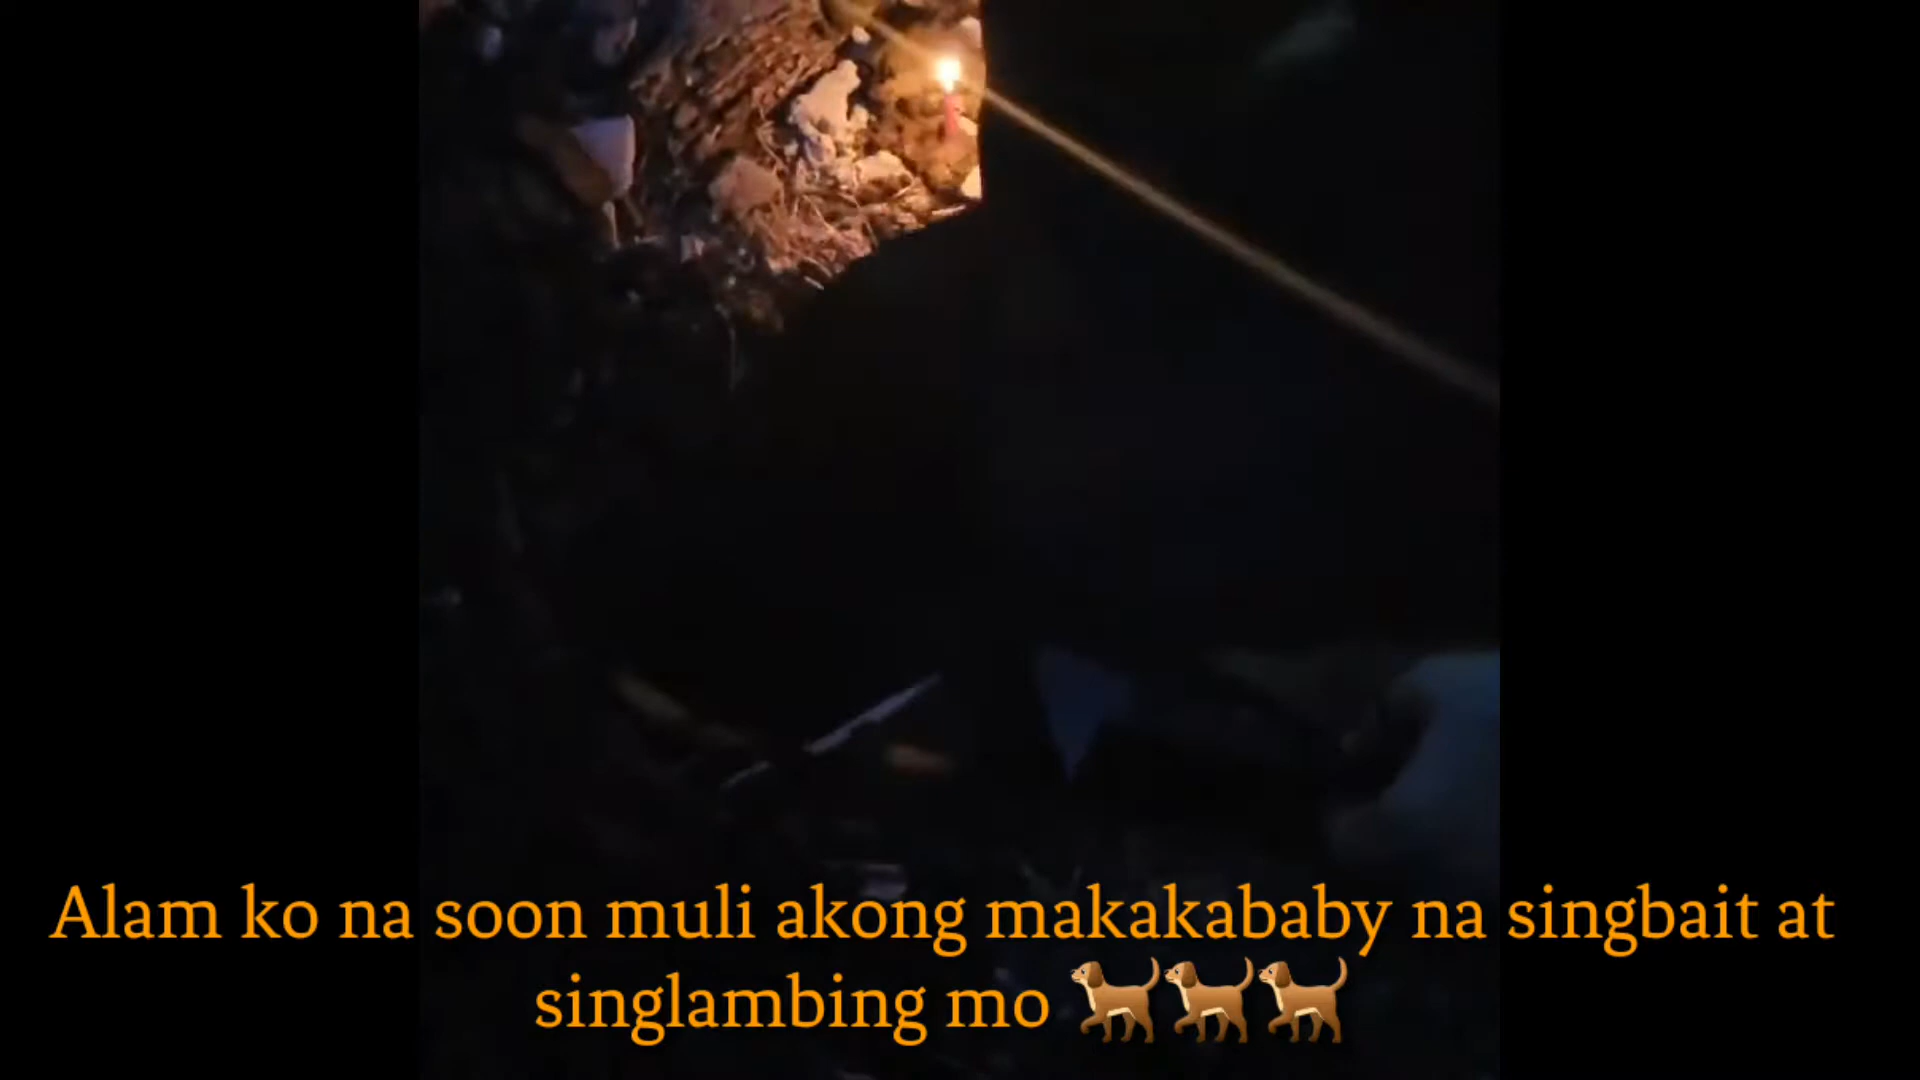 Alam ko na soon muli akong makakababy na singbait at
singlambing mo 🐕🐕🐕